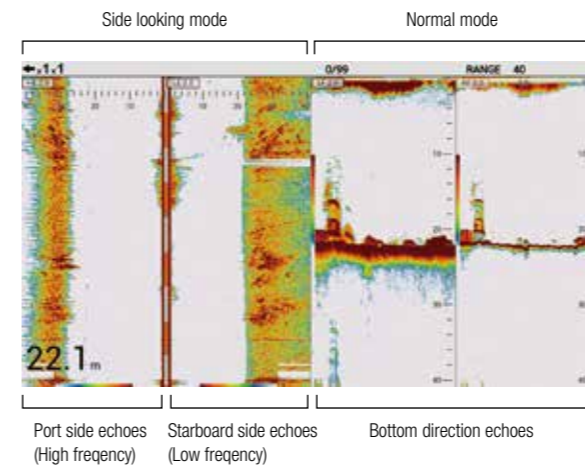 Side looking mode
Normal mode
0/99
RANGE 40
22.1m
Port side echoes
(High freqency)
Starboard side echoes
(Low freqency)
Bottom direction echoes